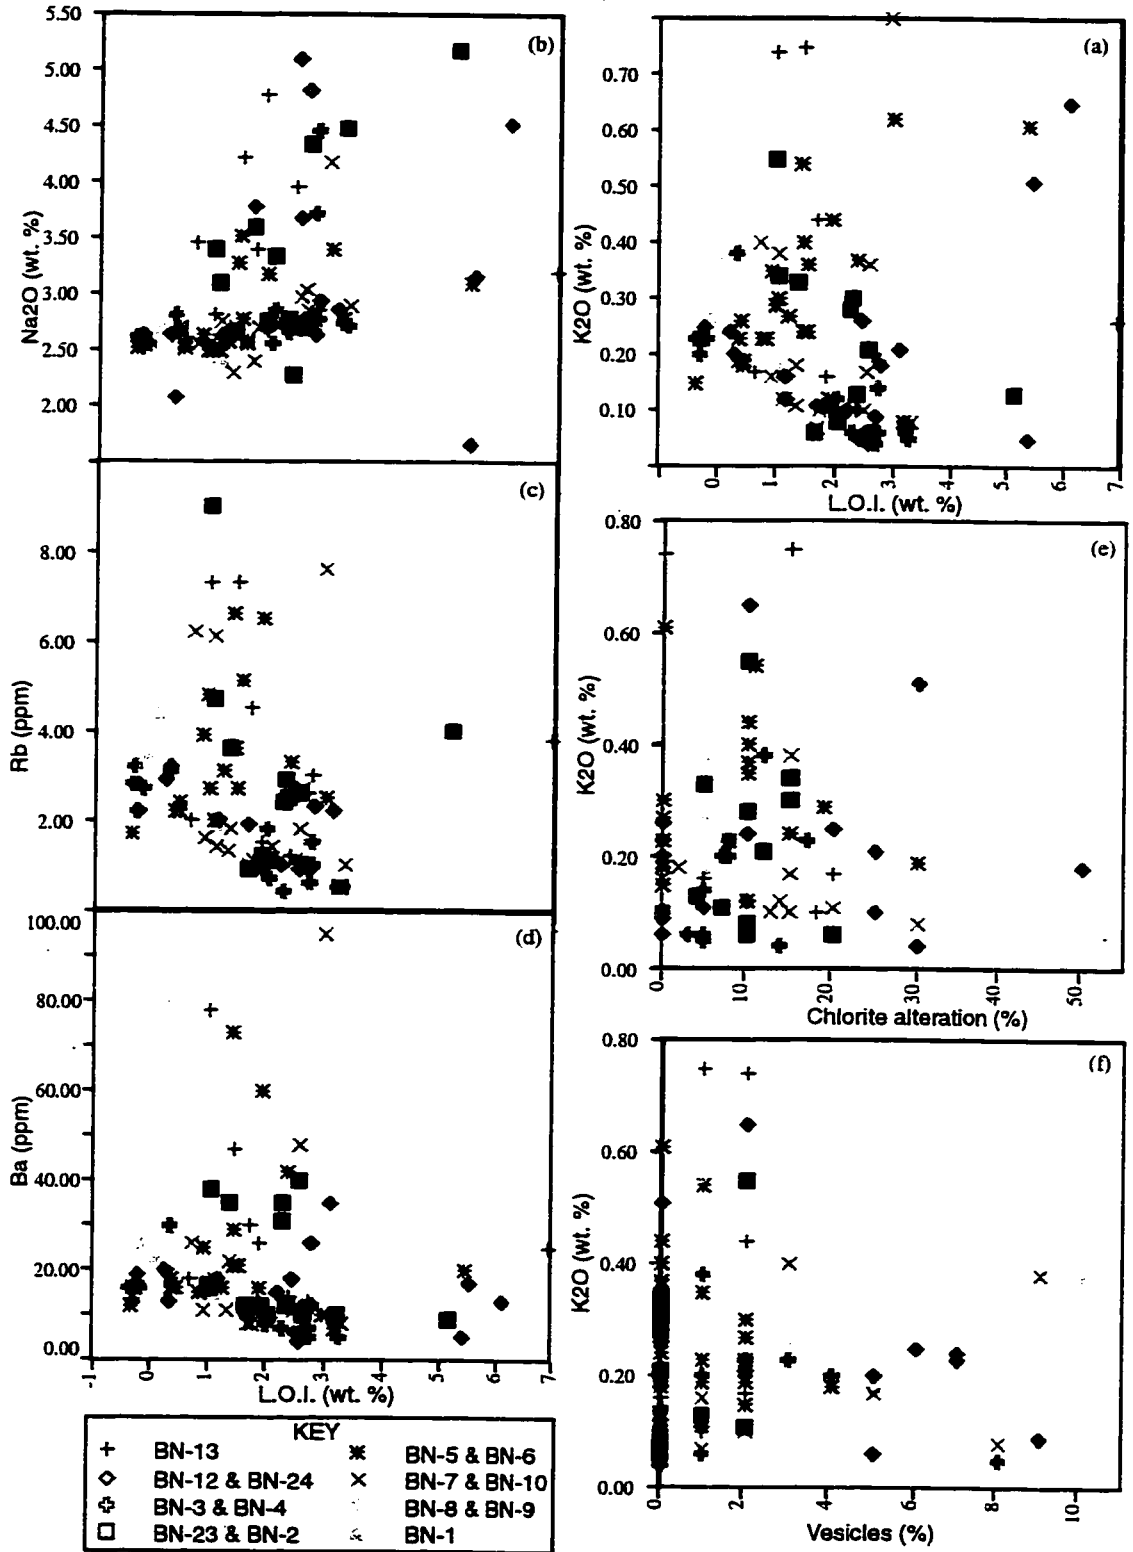 5.50
5.00
4.50
4.00
3.50
3.00
2.50
2.00
Na2O (wt. %)
(b)
0.70
0.60
0.50
0.40
0.30
0.20
0.10
K2O (wt. %)
(a)
0. 1. 2. 3. 4. 5. 6. 7.
L.O.I. (wt. %)
8.00
6.00
4.00
2.00
Rb (ppm)
(c)
0.80
0.60
0.40
0.20
0.00
K2O (wt. %)
(e)
0. 10. 20. 30. 40. 50.
Chlorite alteration (%)
100.00
80.00
60.00
40.00
20.00
0.00
Ba (ppm)
(d)
-1 0. 1. 2. 3. 4. 5. 6. 7.
L.O.I. (wt. %)
0.80
0.60
0.40
0.20
0.00
K2O (wt. %)
(f)
0. 2. 4. 6. 8. 10.
Vesicles (%)
KEY
BN-13
BN-12 & BN-24
BN-3 & BN-4
BN-23 & BN-2
BN-5 & BN-6
BN-7 & BN-10
BN-8 & BN-9
BN-1